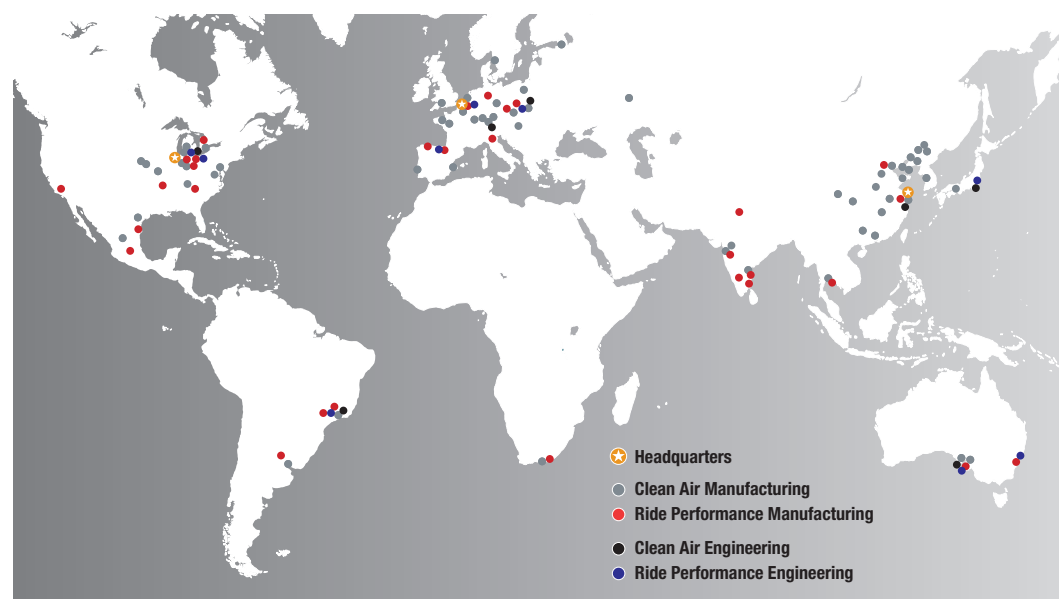 Headquarters
Clean Air Manufacturing
Ride Performance Manufacturing
Clean Air Engineering
Ride Performance Engineering